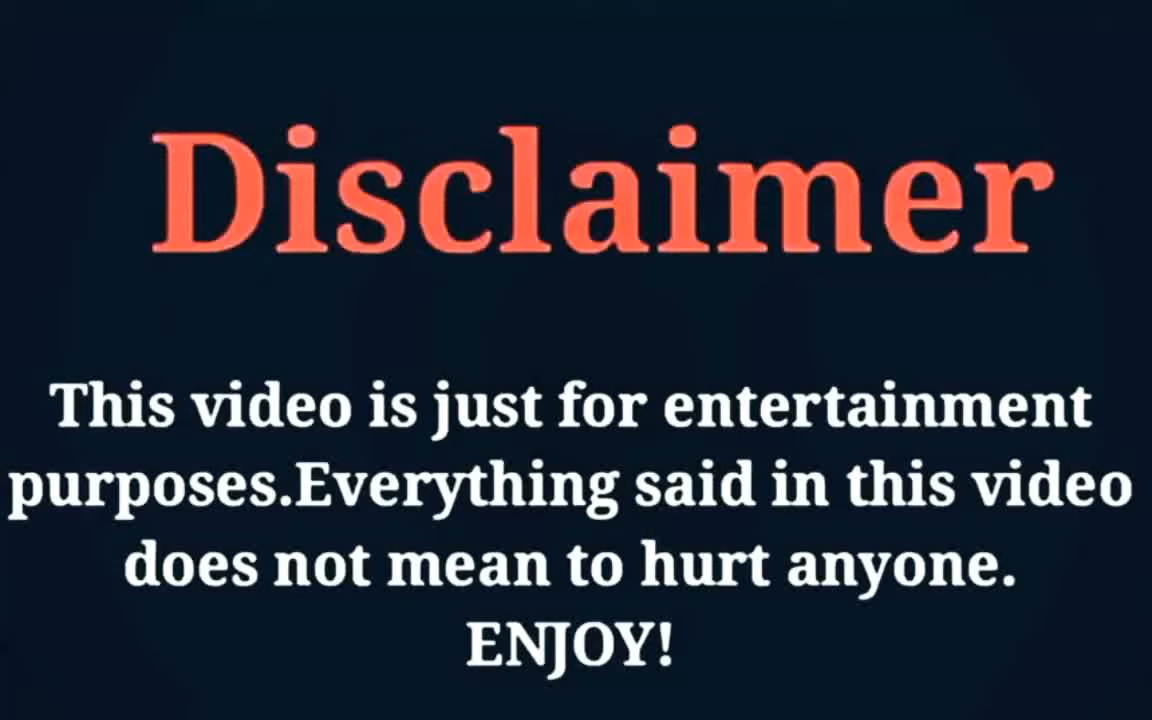 Disclaimer
This video is just for entertainment
purposes.Everything said in this video
does not mean to hurt anyone.
ENJOY!